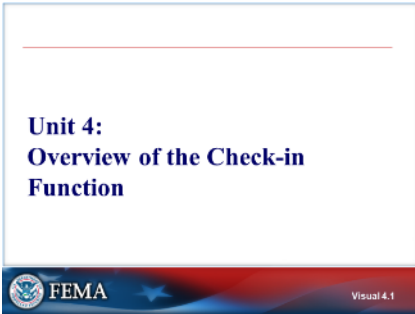 Unit 4:
Overview of the Check-in
Function
FEMA
Visual 4.1